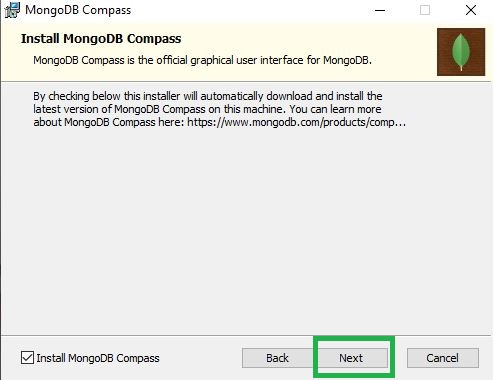 MongoDB Compass
Install MongoDB Compass
MongoDB Compass is the official graphical user interface for MongoDB.
By checking below this installer will automatically download and install the
latest version of MongoDB Compass on this machine. You can learn more
about MongoDB Compass here: https://www.mongodb.com/products/comp...
Install MongoDB Compass
Back
Next
Cancel